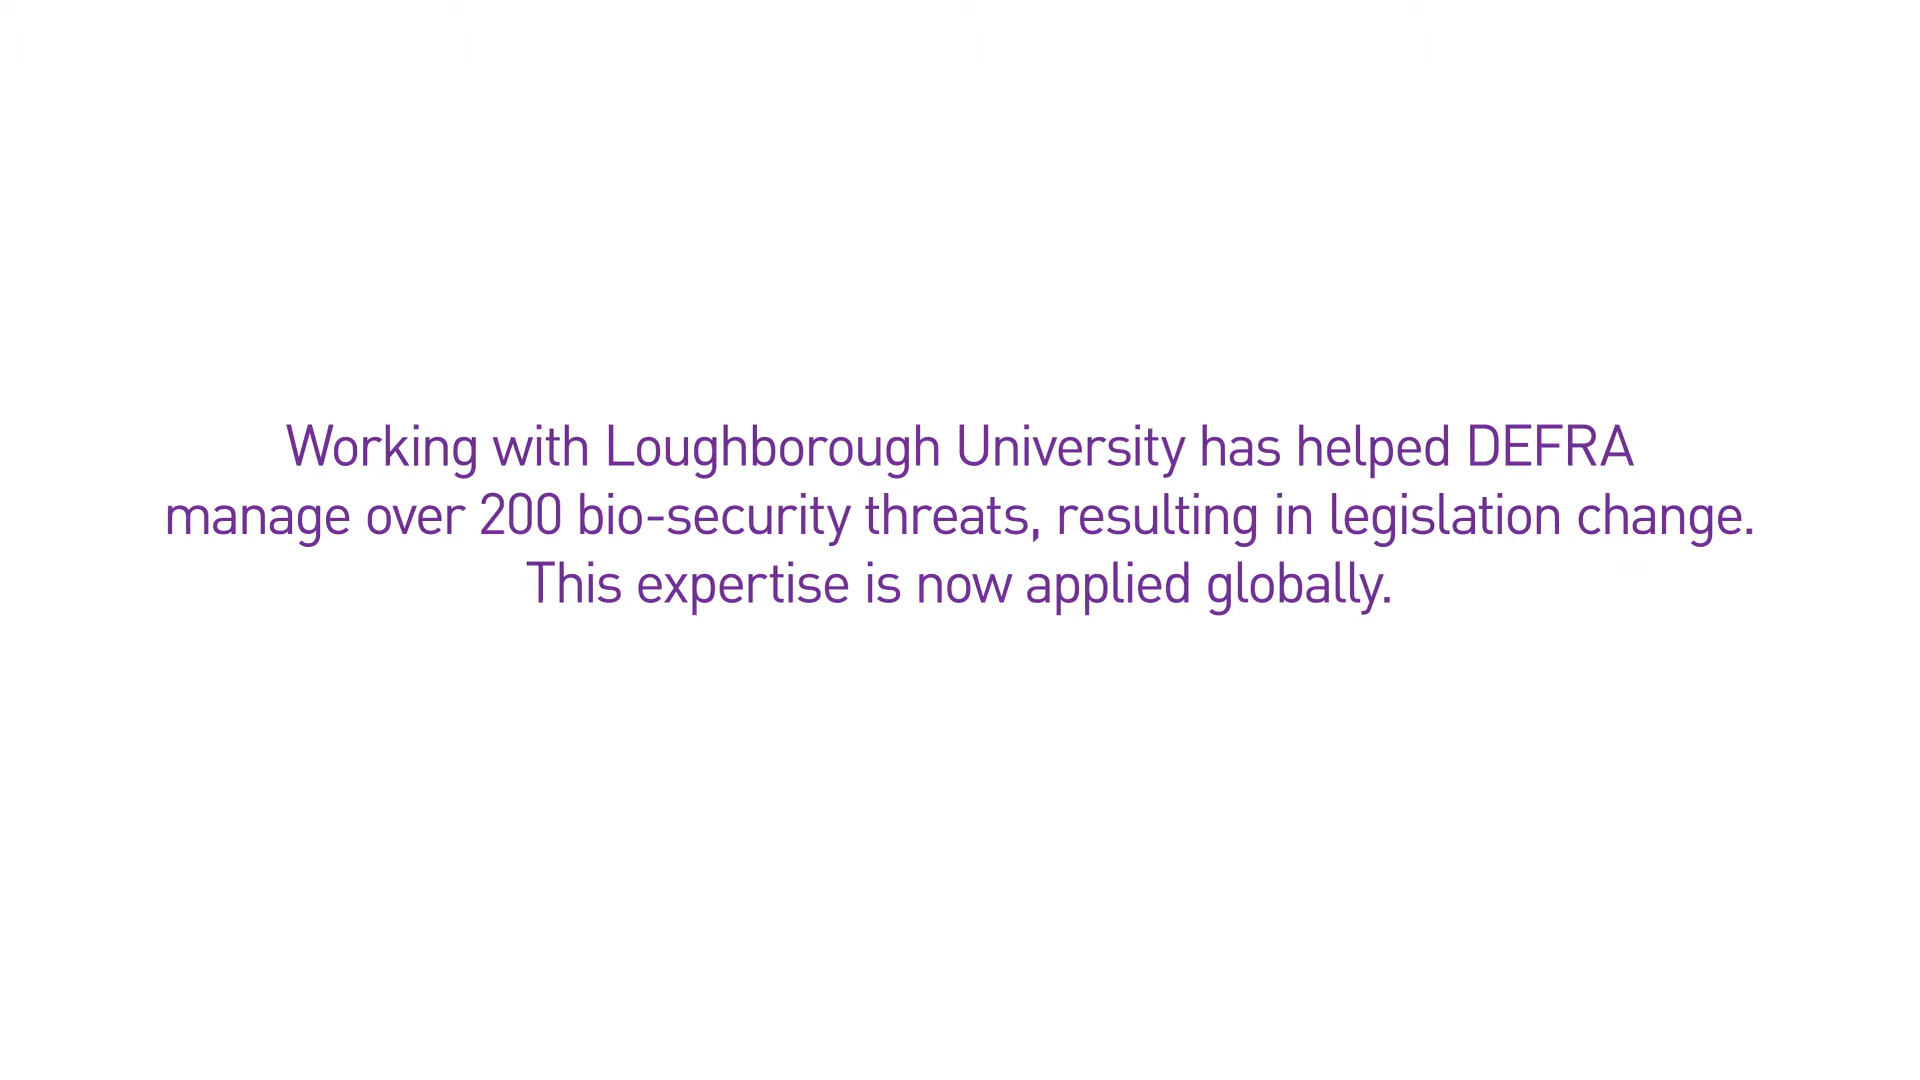 Working with Loughborough University has helped DEFRA
manage over 200 bio-security threats, resulting in legislation change.
This expertise is now applied globally.